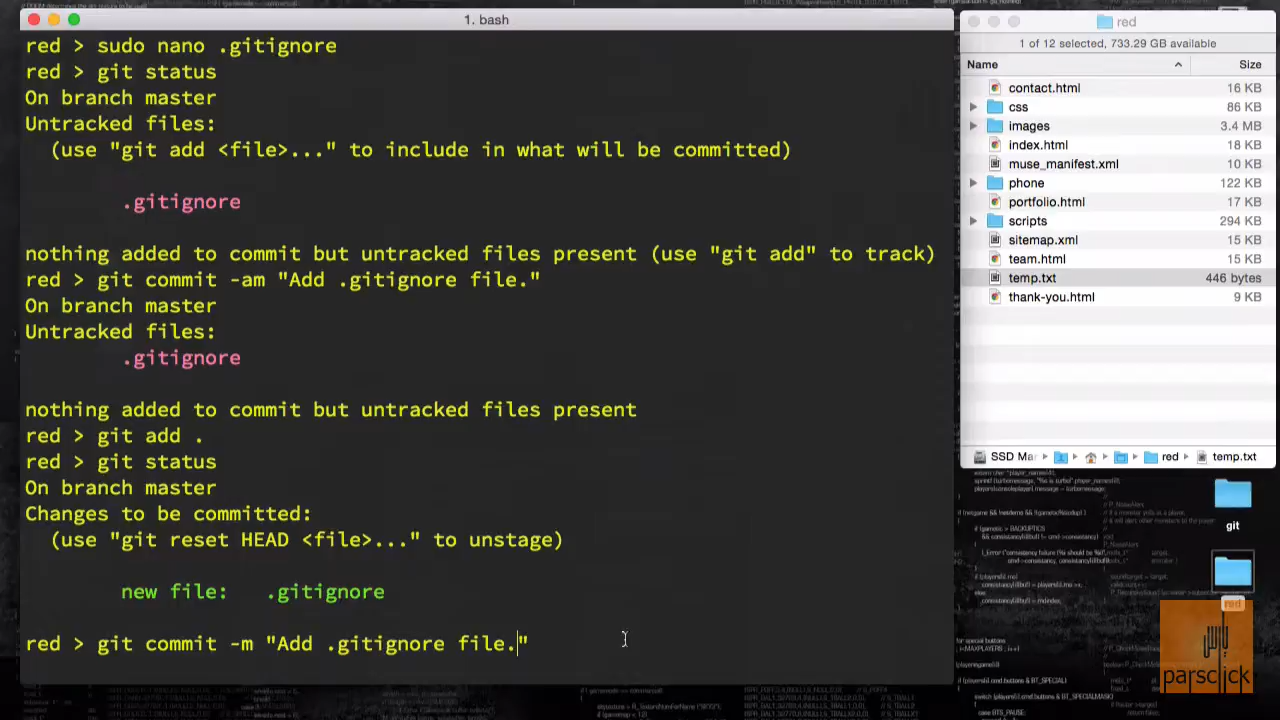 1. bash
red > sudo nano .gitignore
red > git status
On branch master
Untracked files:
(use "git add <file>..." to include in what will be committed)
.gitignore
nothing added to commit but untracked files present (use "git add" to track)
red > git commit -am "Add .gitignore file."
On branch master
Untracked files:
.gitignore
nothing added to commit but untracked files present
red > git add .
red > git status
On branch master
Changes to be committed:
(use "git reset HEAD <file>..." to unstage)
new file:   .gitignore
red > git commit -m "Add .gitignore file."
red
1 of 12 selected, 733.29 GB available
Name Size
contact.html 16 KB
css 86 KB
images 3.4 MB
index.html 18 KB
muse_manifest.xml 10 KB
phone 122 KB
portfolio.html 17 KB
scripts 294 KB
sitemap.xml 15 KB
team.html 15 KB
temp.txt 446 bytes
thank-you.html 9 KB
SSD Ma red temp.txt
git
red
پارس
parsclick